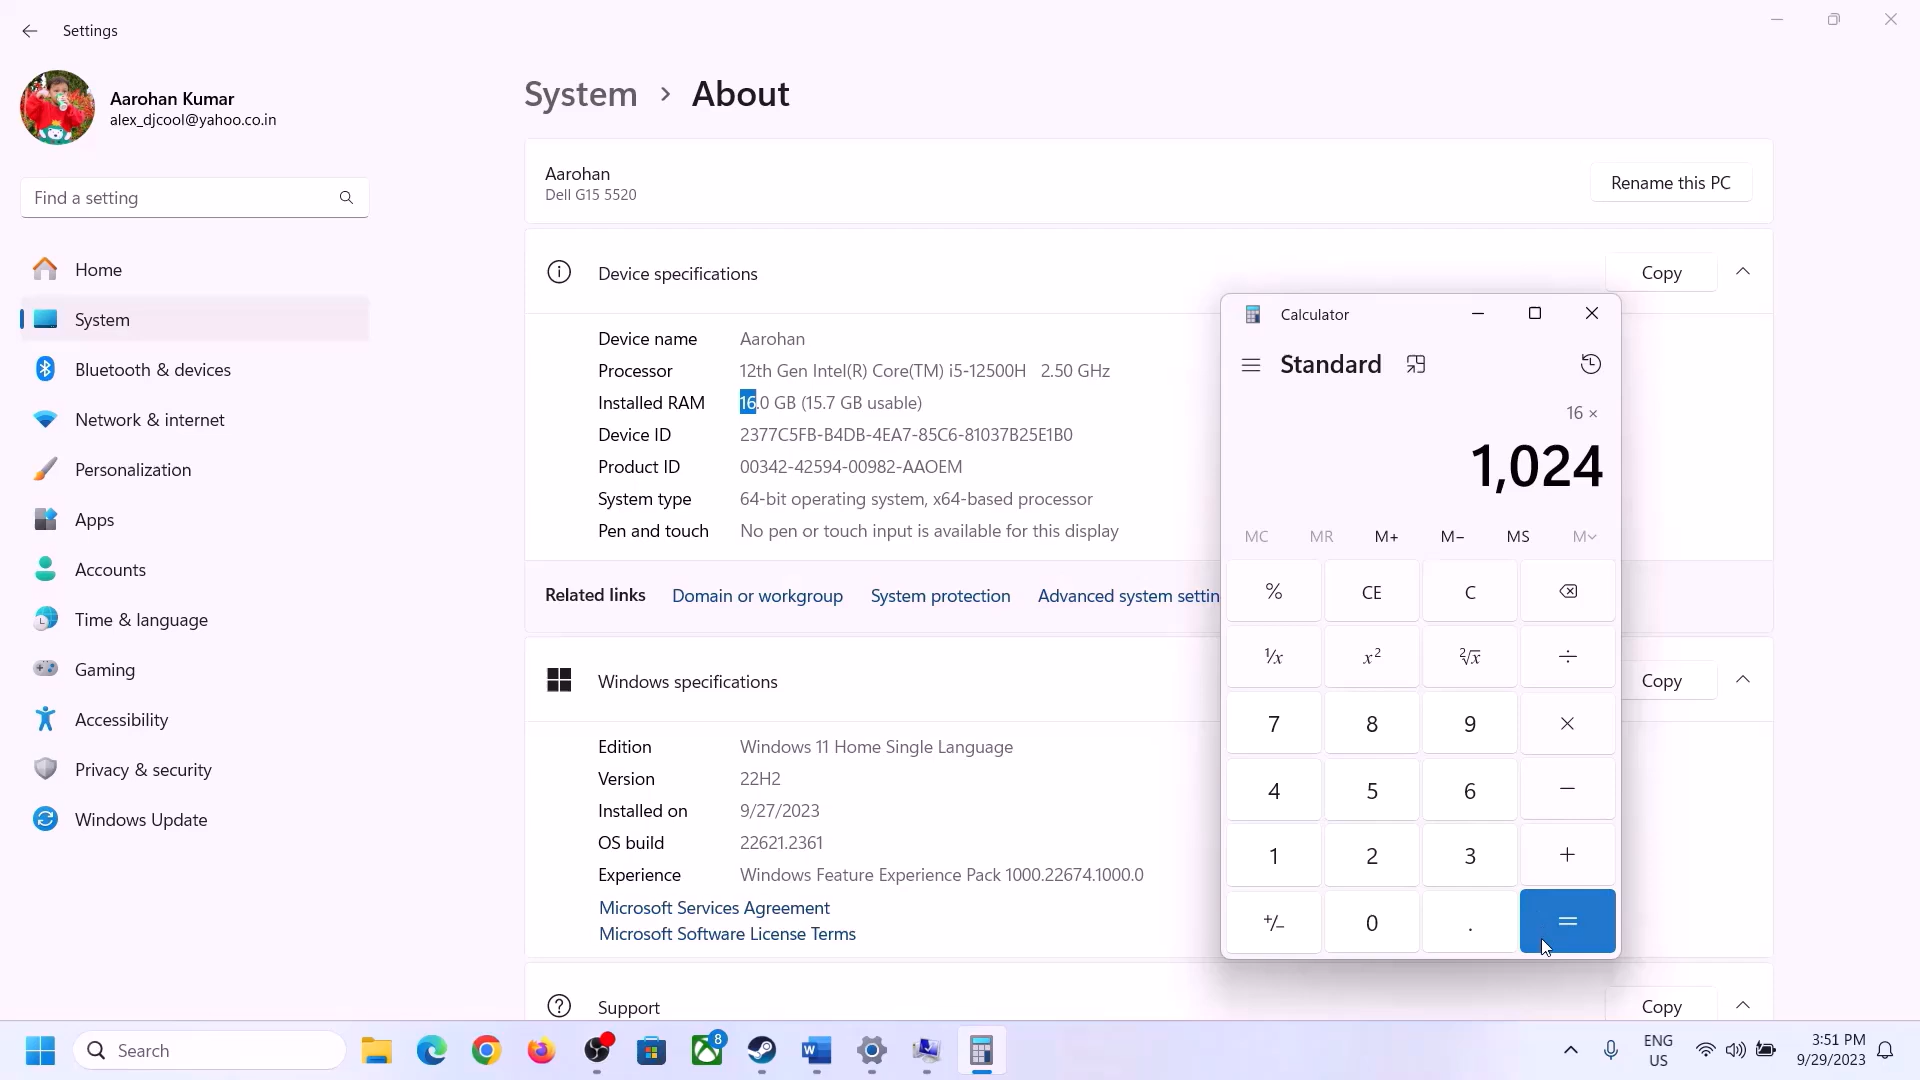 Settings
Aarohan Kumar
alex_djcool@yahoo.co.in
Find a setting
Home
System
Bluetooth & devices
Network & internet
Personalization
Apps
Accounts
Time & language
Gaming
Accessibility
Privacy & security
Windows Update
System > About
Aarohan
Dell G15 5520
Rename this PC
Device specifications
Copy
Device name Aarohan
Processor 12th Gen Intel(R) Core(TM) i5-12500H 2.50 GHz
Installed RAM 16.0 GB (15.7 GB usable)
Device ID 2377C5FB-B4DB-4EA7-85C6-81037B25E1B0
Product ID 00342-42594-00982-AAOEM
System type 64-bit operating system, x64-based processor
Pen and touch No pen or touch input is available for this display
Related links Domain or workgroup System protection Advanced system settin
Windows specifications
Copy
Edition Windows 11 Home Single Language
Version 22H2
Installed on 9/27/2023
OS build 22621.2361
Experience Windows Feature Experience Pack 1000.22674.1000.0
Microsoft Services Agreement
Microsoft Software License Terms
Support
Copy
Calculator
Standard
16 ×
1,024
MC MR M+ M− MS M
% CE C
¹/x x² ²√x ÷
7 8 9 ×
4 5 6 −
1 2 3 +
+/− 0 . =
Search
8
ENG
US
3:51 PM
9/29/2023